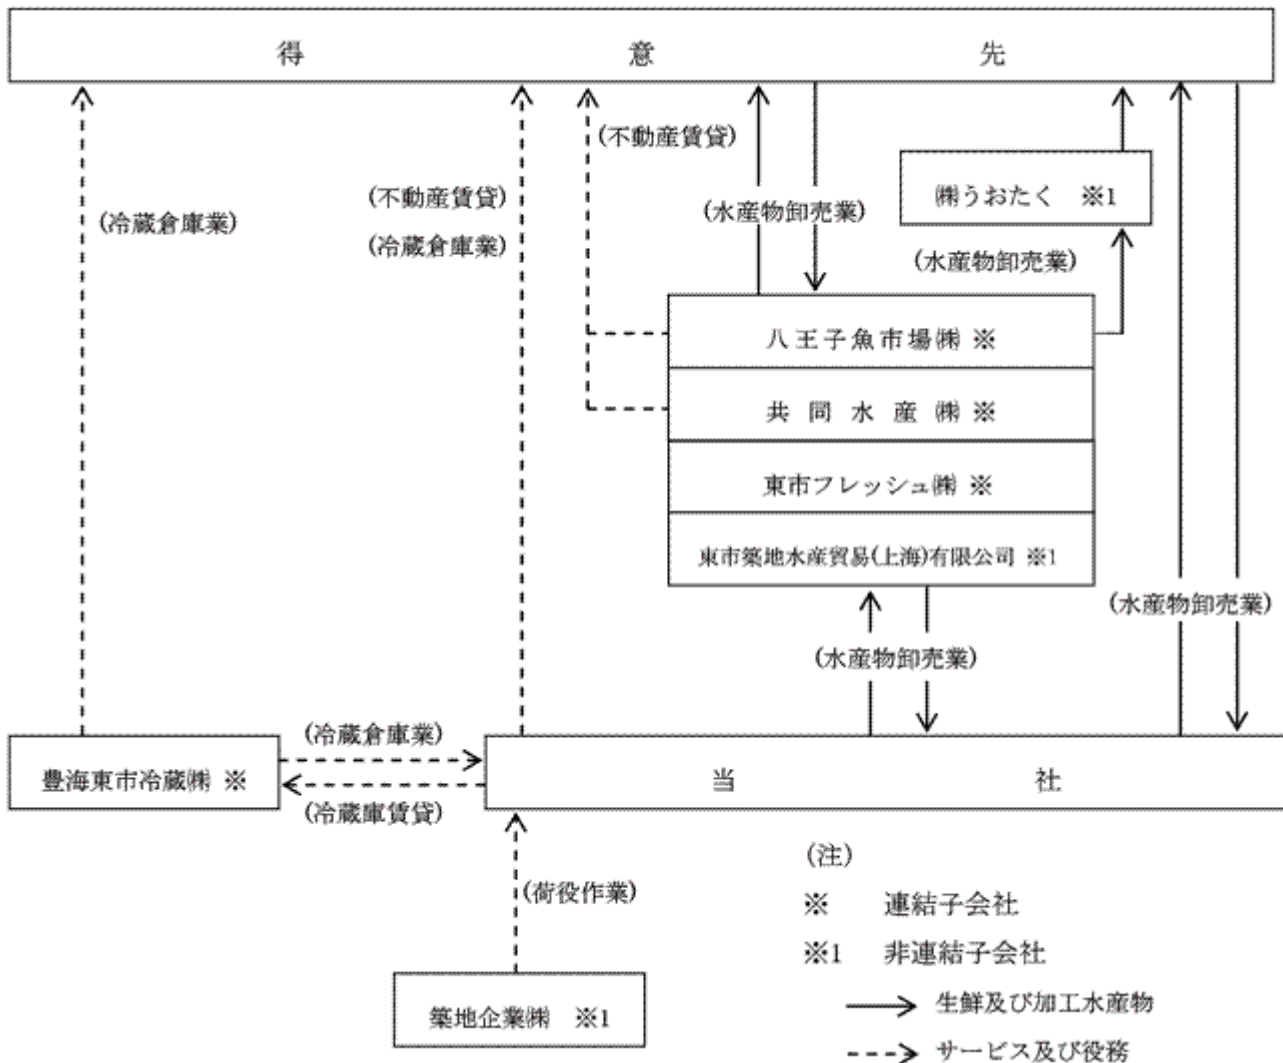 得意先
(不動産賃貸)
(不動産賃貸)
(冷蔵倉庫業)
(冷蔵倉庫業)
(水産物卸売業)
㈱うおたく ※1
(水産物卸売業)
八王子魚市場㈱ ※
共同水産㈱ ※
東市フレッシュ㈱ ※
東市築地水産貿易(上海)有限公司 ※1
(水産物卸売業)
(水産物卸売業)
(冷蔵倉庫業)
豊海東市冷蔵㈱ ※
当社
(冷蔵庫賃貸)
(荷役作業)
築地企業㈱ ※1
(注)
※ 連結子会社
※1 非連結子会社
生鮮及び加工水産物
サービス及び役務